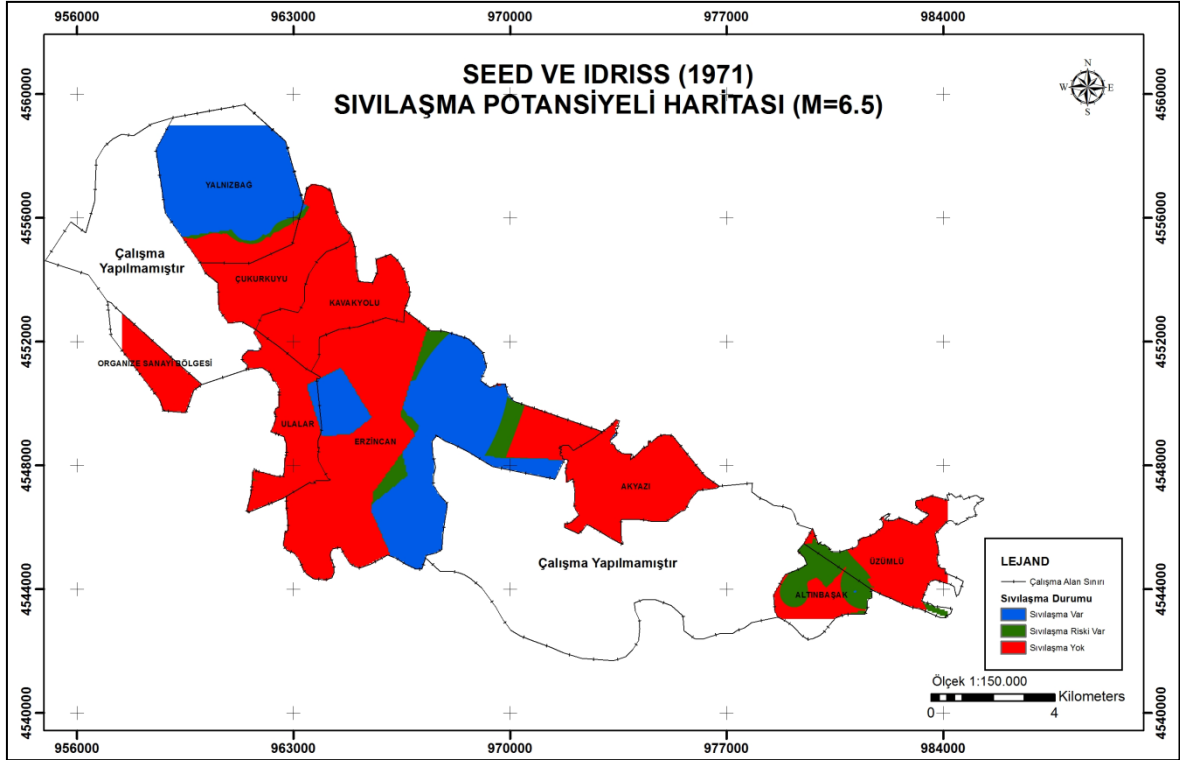 956000 963000 970000 977000 984000
SEED VE IDRISS (1971)
SIVILAŞMA POTANSİYELİ HARİTASI (M=6.5)
N
W E
S
4560000 4560000
YALNIZBAĞ
4556000 4556000
Çalışma
Yapılmamıştır
ÇUKURKUYU
KAVAKYOLU
4552000 4552000
ORGANIZE SANAYİ BÖLGESİ
ULALAR
ERZİNCAN
4548000 4548000
AKYAZI
Çalışma Yapılmamıştır
ÜZÜMLÜ
ALTINBAŞAK
4544000 4544000
LEJAND
Çalışma Alan Sınırı
Sıvılaşma Durumu
Sıvılaşma Var
Sıvılaşma Riski Var
Sıvılaşma Yok
Ölçek 1:150.000
Kilometers
0 4
4540000 4540000
956000 963000 970000 977000 984000